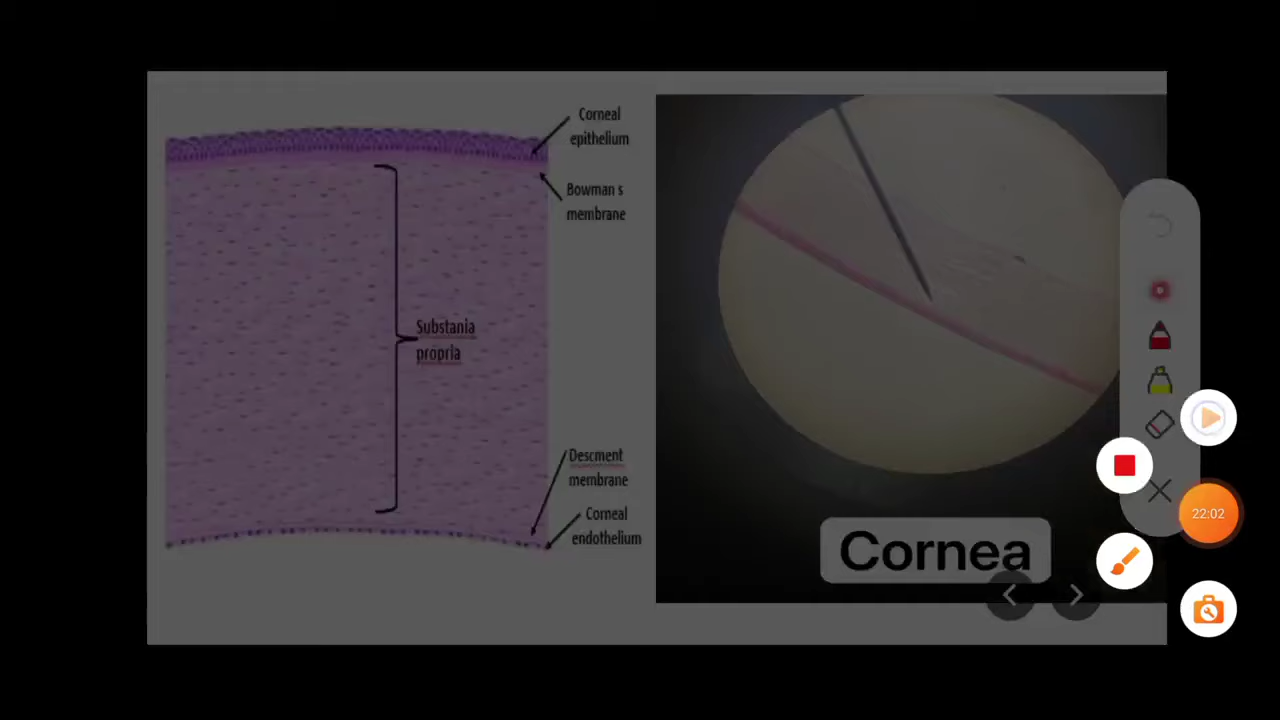 Corneal
epithelium
Bowman s
membrane
Substania
propria
Descment
membrane
Corneal
endothelium
Cornea
22:02